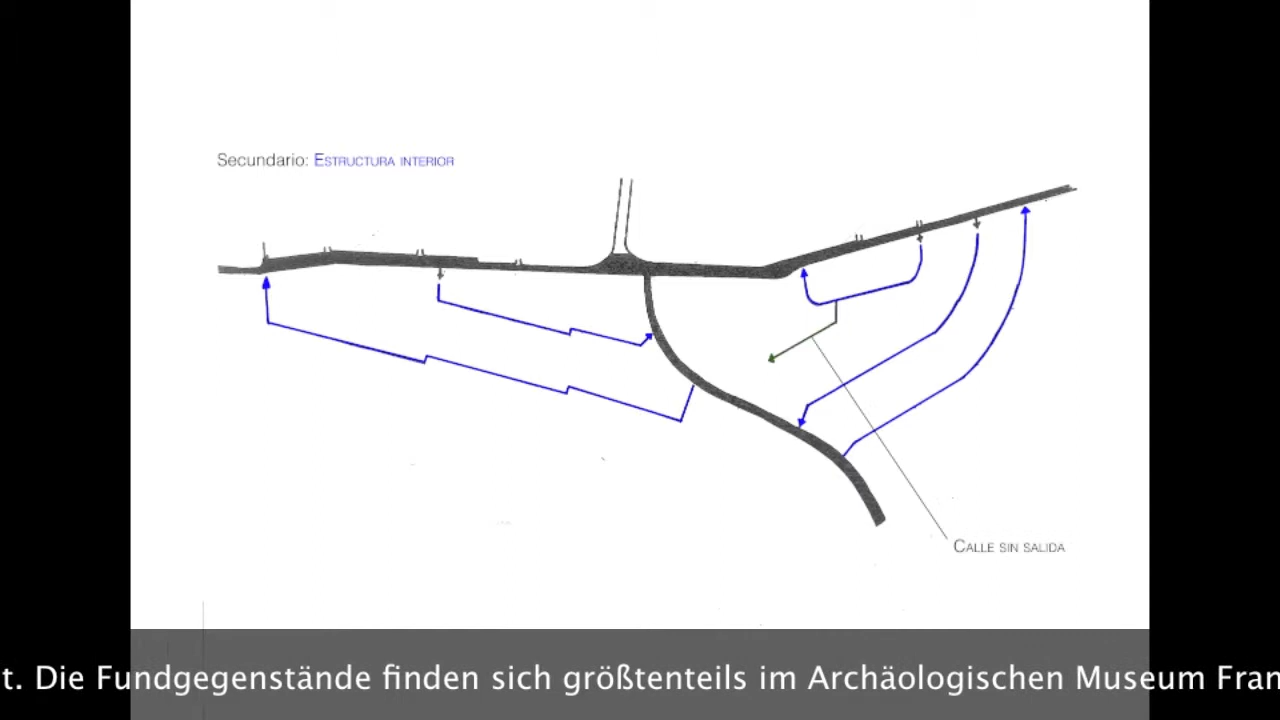 Secundario: Estructura interior
Calle sin salida
t. Die Fundgegenstände finden sich größtenteils im Archäologischen Museum Fran